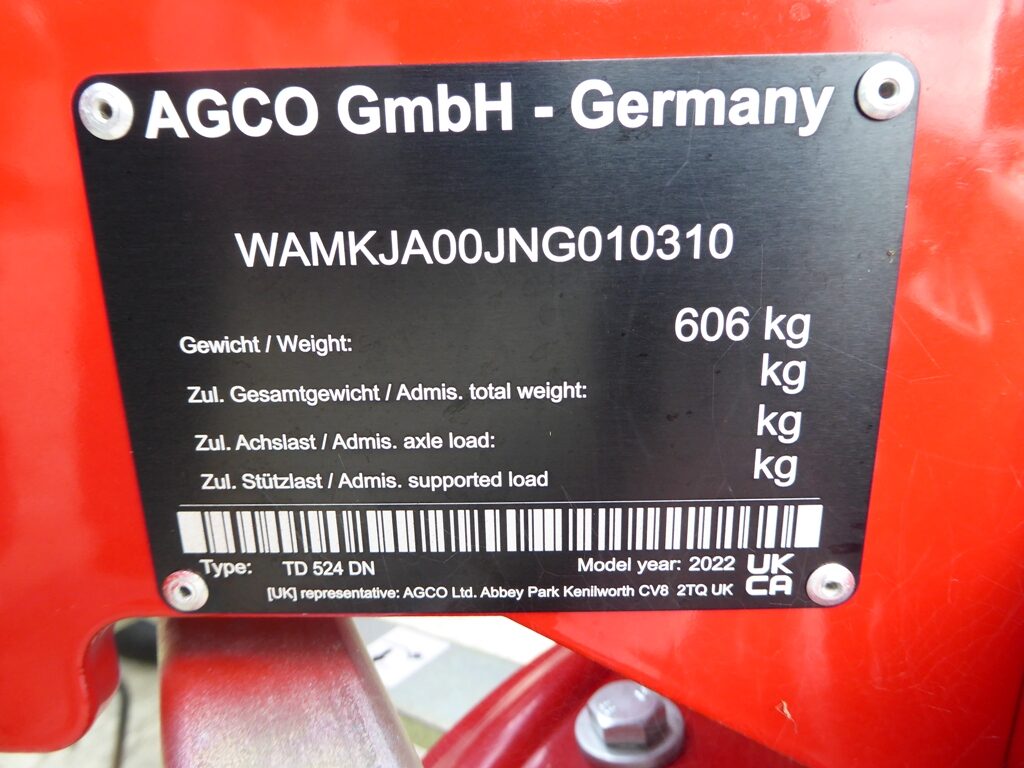 AGCO GmbH - Germany
WAMKJA00JNG010310
Gewicht / Weight: 606 kg
Zul. Gesamtgewicht / Admis. total weight: kg
Zul. Achslast / Admis. axle load: kg
Zul. Stützlast / Admis. supported load kg
Type: TD 524 DN Model year: 2022 UK CA
[UK] representative: AGCO Ltd. Abbey Park Kenilworth CV8 2TQ UK